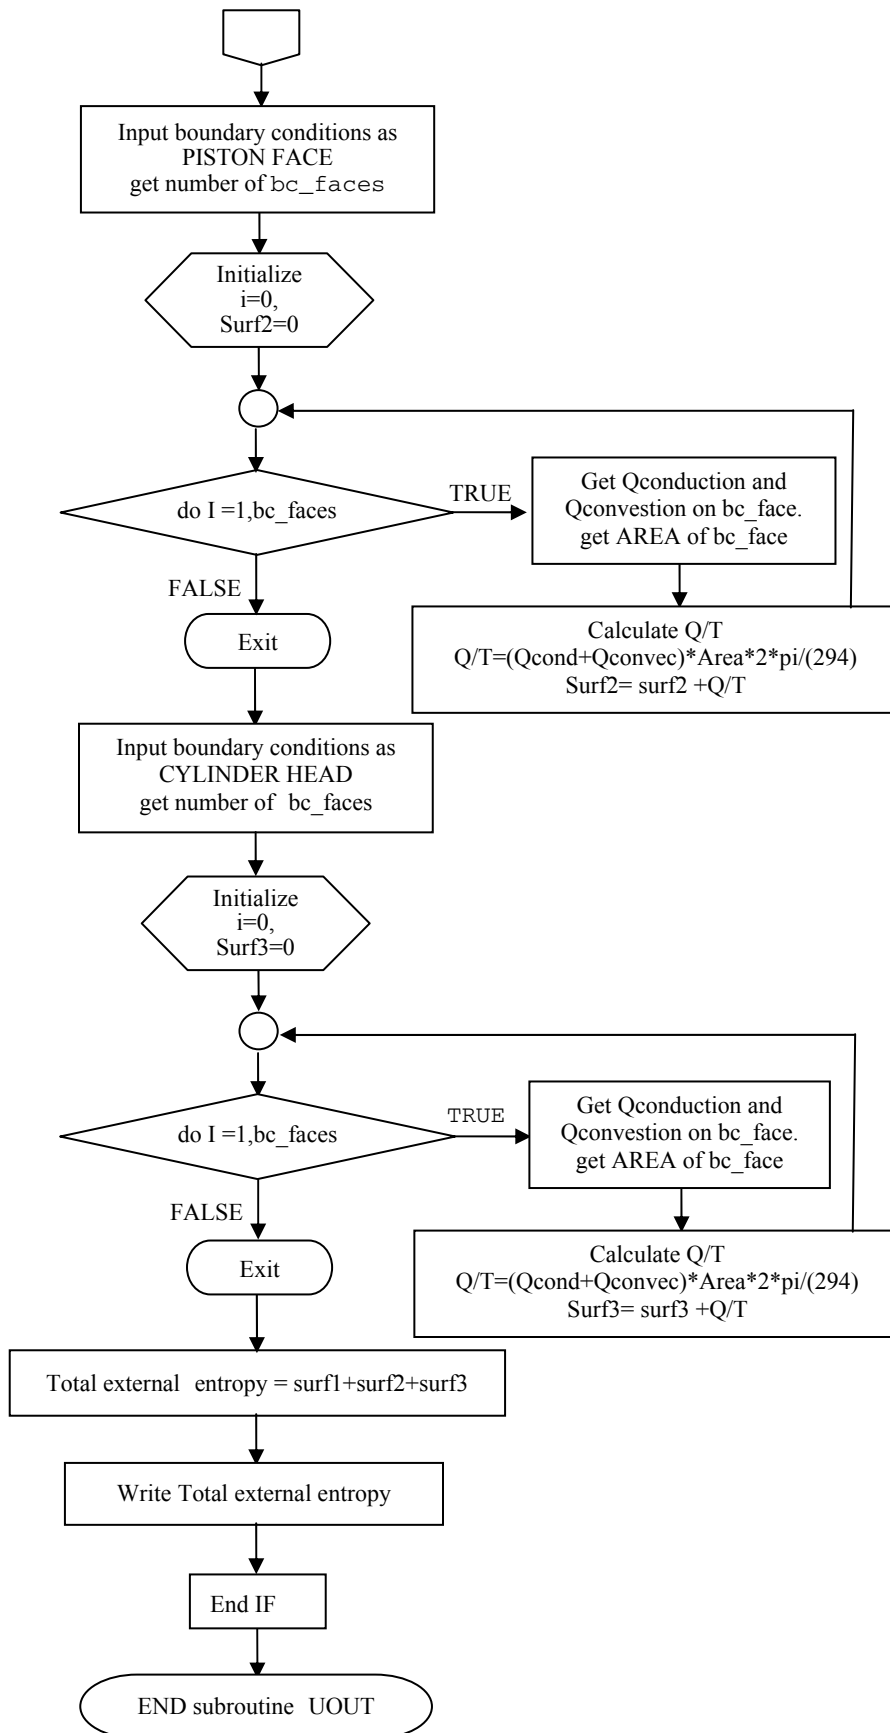 Input boundary conditions as
PISTON FACE
get number of bc_faces
Initialize
i=0,
Surf2=0
do I =1,bc_faces
TRUE
Get Qconduction and
Qconvestion on bc_face.
get AREA of bc_face
FALSE
Exit
Calculate Q/T
Q/T=(Qcond+Qconvec)*Area*2*pi/(294)
Surf2= surf2 +Q/T
Input boundary conditions as
CYLINDER HEAD
get number of bc_faces
Initialize
i=0,
Surf3=0
do I =1,bc_faces
TRUE
Get Qconduction and
Qconvestion on bc_face.
get AREA of bc_face
FALSE
Exit
Calculate Q/T
Q/T=(Qcond+Qconvec)*Area*2*pi/(294)
Surf3= surf3 +Q/T
Total external entropy = surf1+surf2+surf3
Write Total external entropy
End IF
END subroutine UOUT